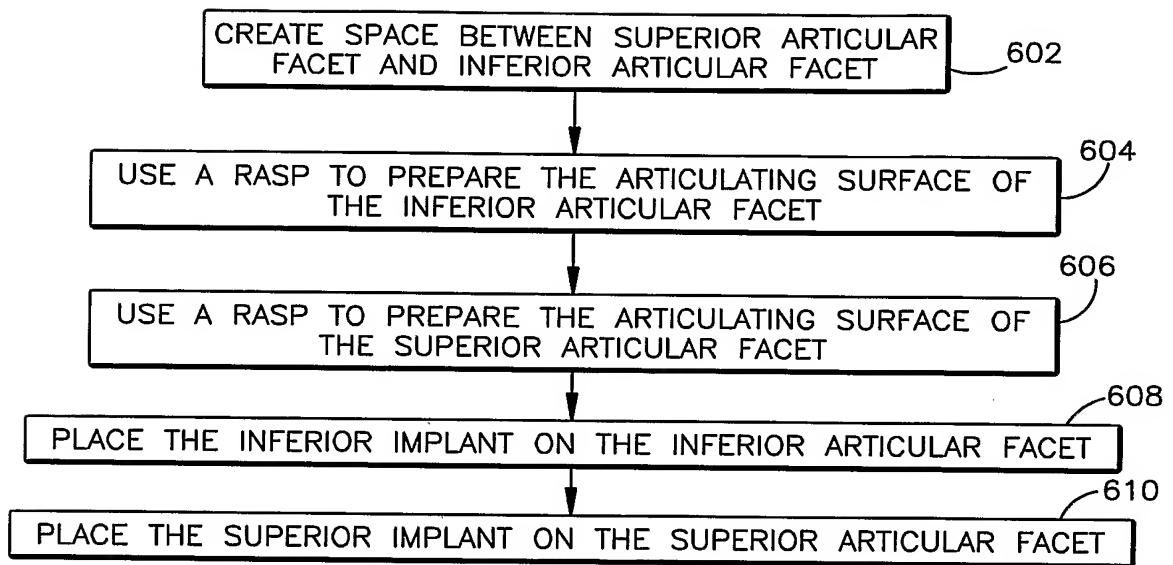 CREATE SPACE BETWEEN SUPERIOR ARTICULAR
FACET AND INFERIOR ARTICULAR FACET
602
USE A RASP TO PREPARE THE ARTICULATING SURFACE OF
THE INFERIOR ARTICULAR FACET
604
USE A RASP TO PREPARE THE ARTICULATING SURFACE OF
THE SUPERIOR ARTICULAR FACET
606
PLACE THE INFERIOR IMPLANT ON THE INFERIOR ARTICULAR FACET
608
PLACE THE SUPERIOR IMPLANT ON THE SUPERIOR ARTICULAR FACET
610